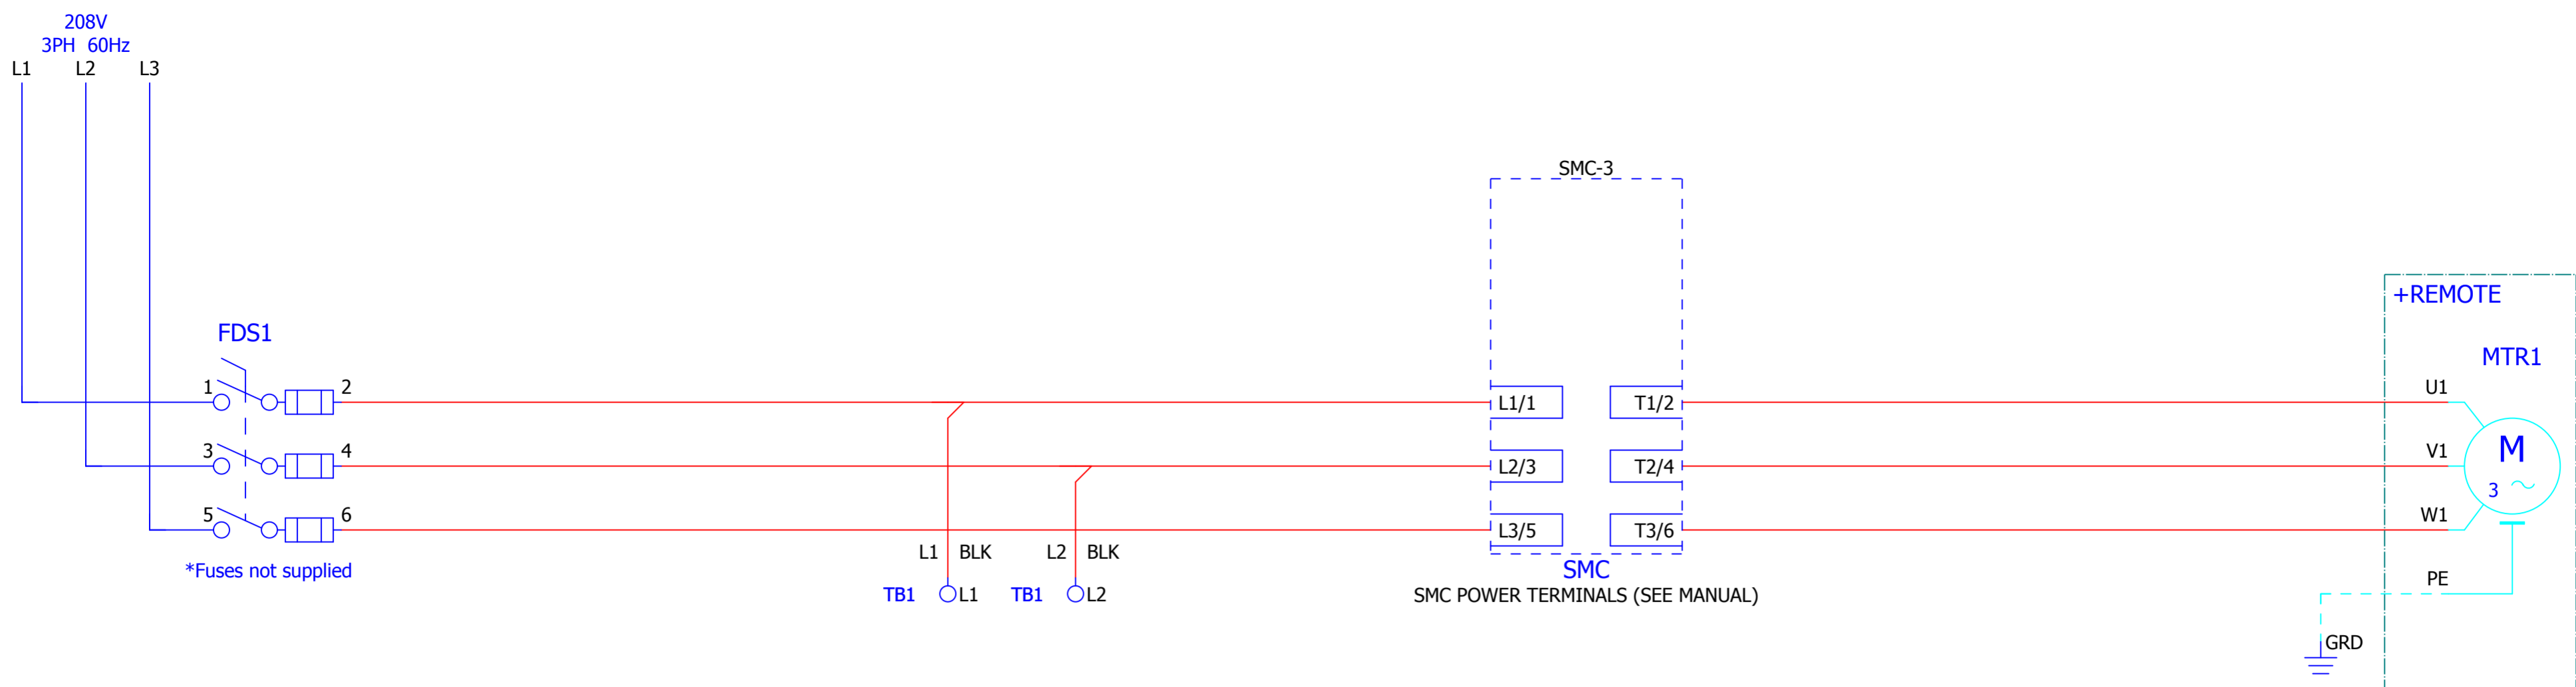 208V
3PH 60Hz
L1 L2 L3
SMC-3
+REMOTE
FDS1
MTR1
1 2
L1/1 T1/2
U1
3 4
L2/3 T2/4
V1
M
3
5 6
L3/5 T3/6
W1
L1 BLK L2 BLK
*Fuses not supplied
SMC
TB1 L1 TB1 L2
SMC POWER TERMINALS (SEE MANUAL)
PE
GRD